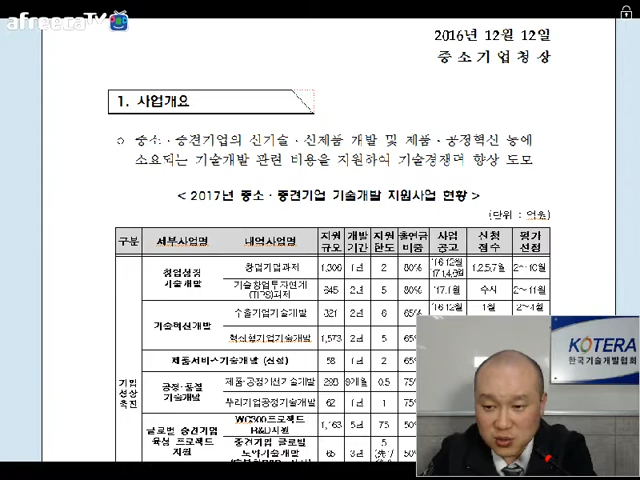 afreecaTV
2016년 12월 12일
중소기업청장
1. 사업개요
○ 중소·중견기업의 신기술·신제품 개발 및 제품·공정혁신 등에
소요되는 기술개발 관련 비용을 지원하여 기술경쟁력 향상 도모
< 2017년 중소·중견기업 기술개발 지원사업 현황 >
(단위 : 억원)
구분 세부사업명 내역사업명 지원규모 개발기간 지원한도 출연금비중 사업공고 신청접수 평가선정
기업성장촉진
창업성장기술개발 창업기업과제 1년 2 80% '16.12월 1,2,5,7월 2~10월
기술창업투자연계(TIPS)과제 645 2년 5 80% '17.1월 수시 2~11월
기술혁신개발 수출기업기술개발 821 2년 6 65% '16.12월 1월 2~4월
혁신형기업기술개발 1,573 2년 5 65%
제품서비스기술개발 (신성) 58 1년 2 65%
공정·품질기술개발 제품·공정개선기술개발 298 9개월 0.5 75%
뿌리기업공정기술개발 62 1년 1 75%
글로벌 중견기업 육성 프로젝트 지원 WC300프로젝트 R&D지원 1,163 5년 75 50%
중견기업 글로벌 도약기술개발 65 3년 5 50%
KOTERA
한국기술개발협회